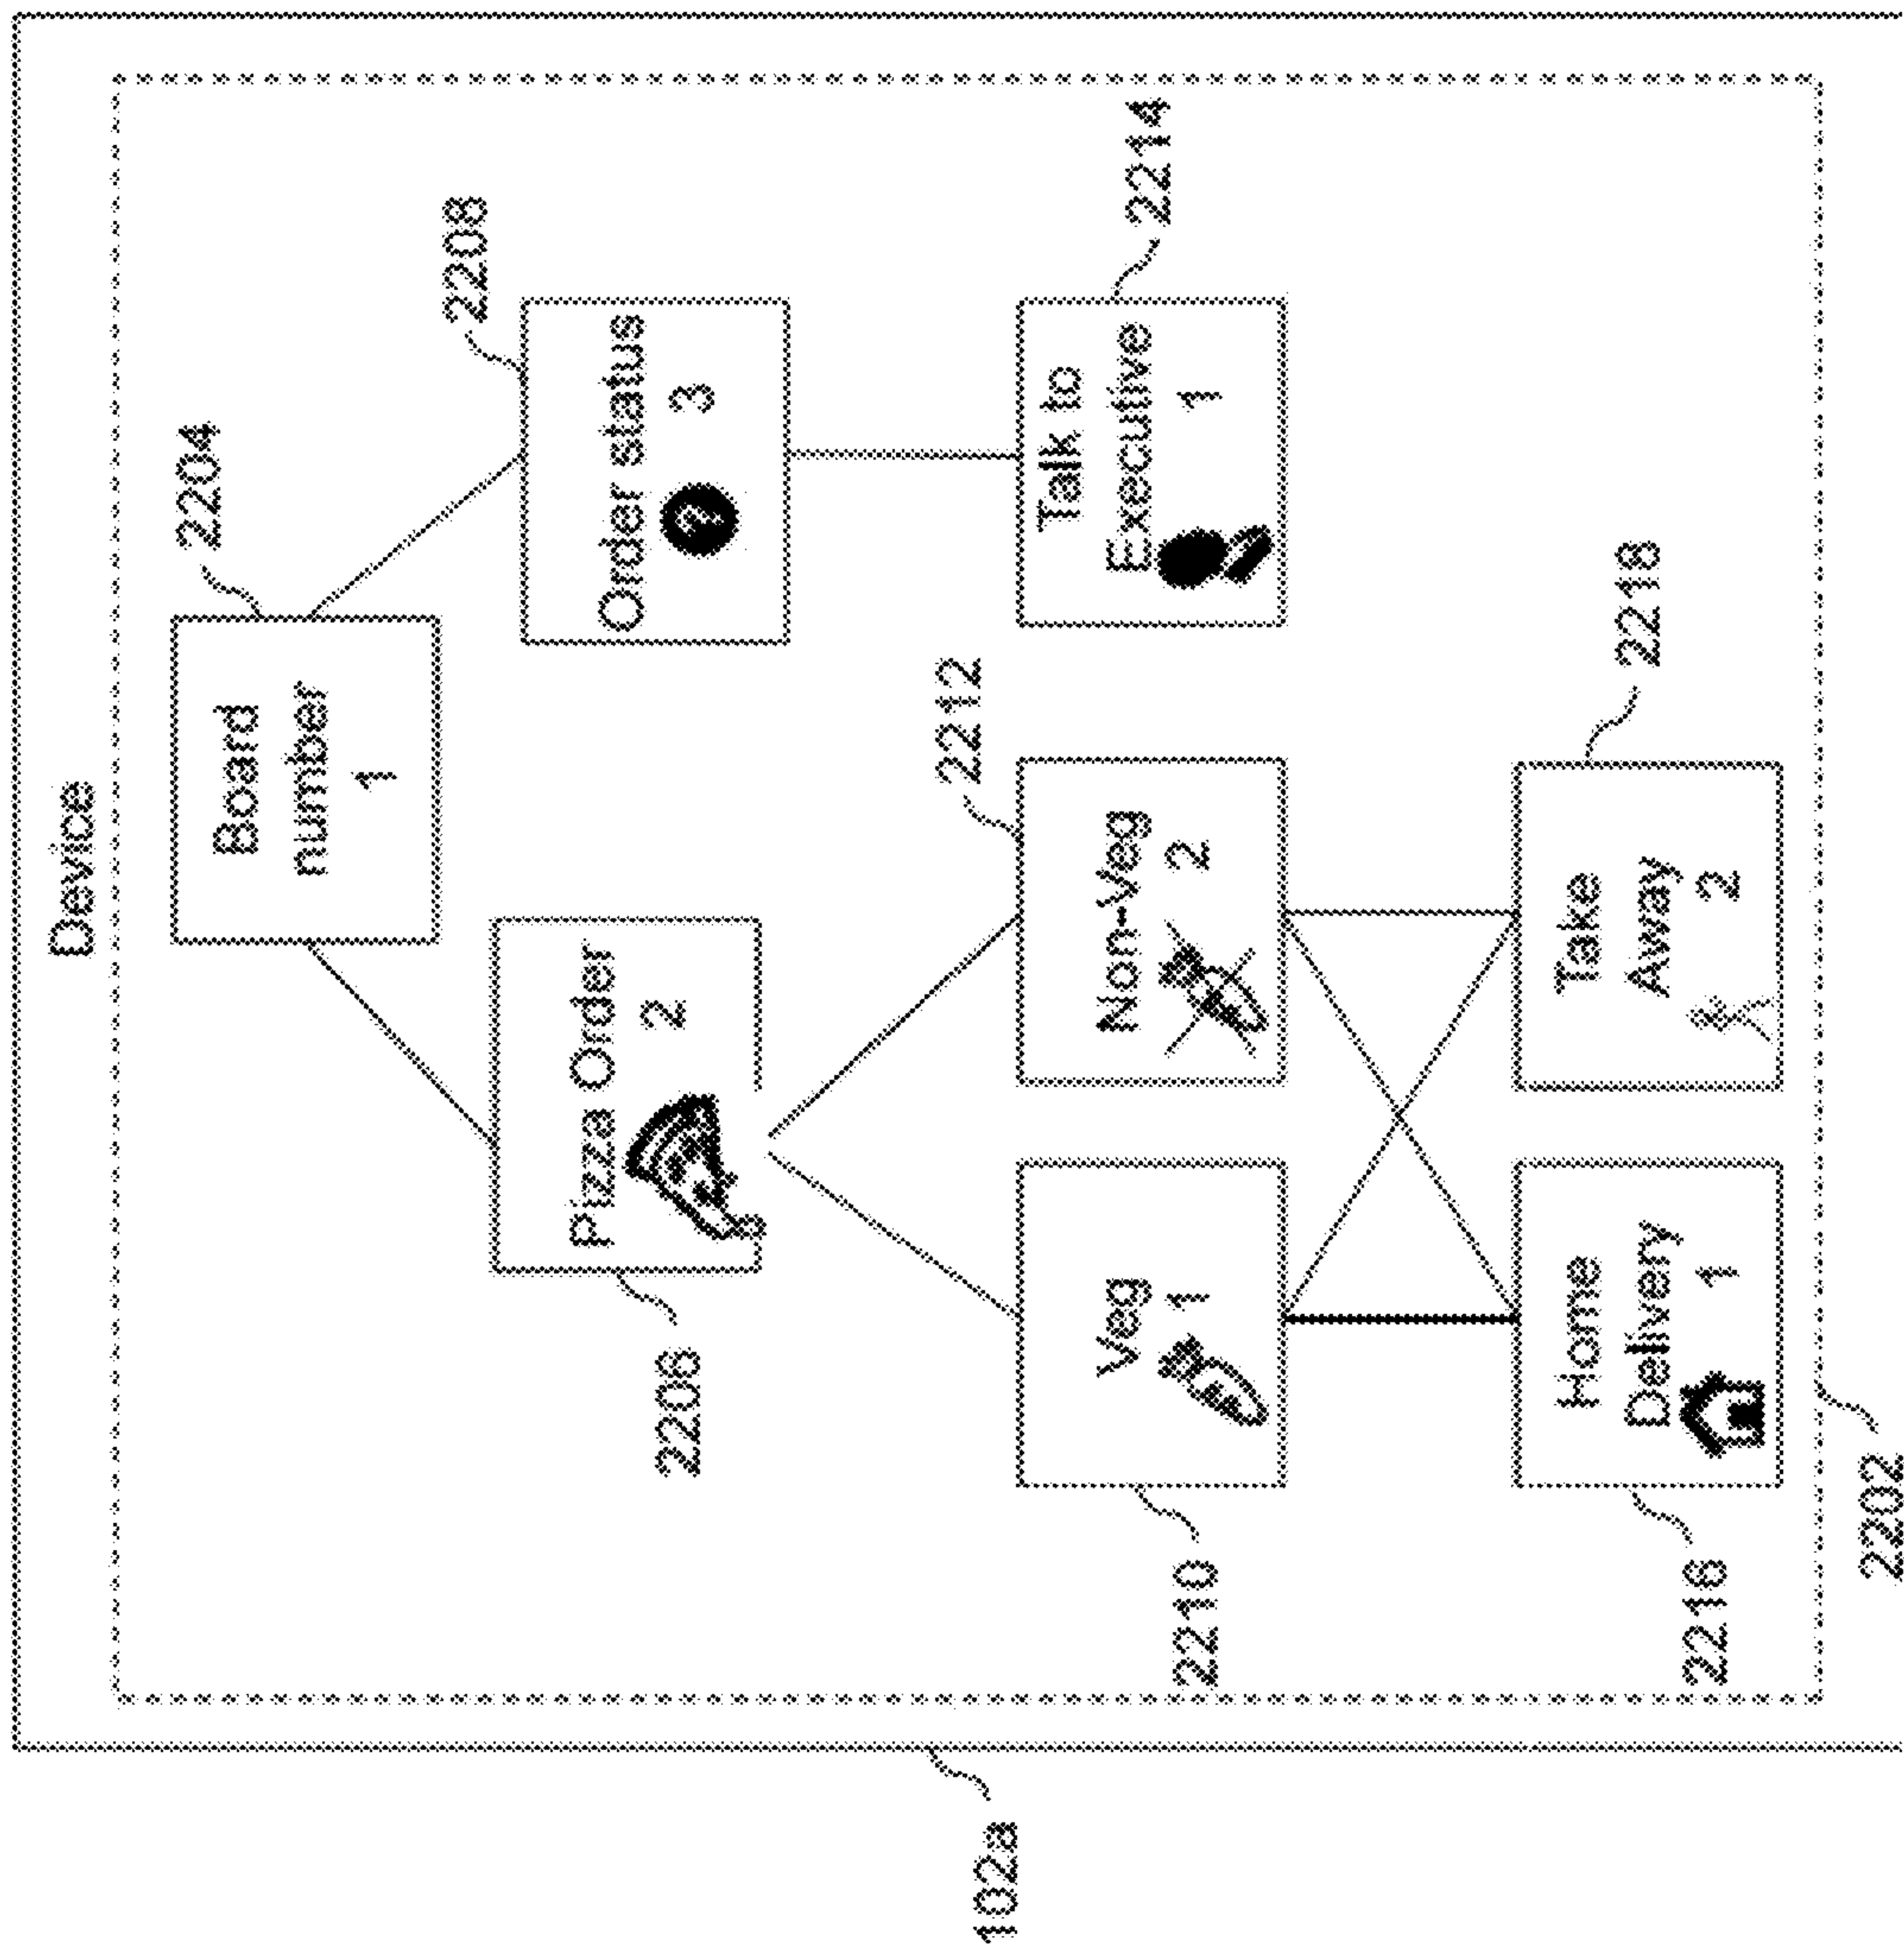 Device
2204
Board
number
1
2208
Pizza Order
2
2206
Order status
3
2212
2210
Veg
1
Non-Veg
2
Talk to
Executive
1
2214
2218
2216
Home
Delivery
1
Take
Away
2
2202
102a